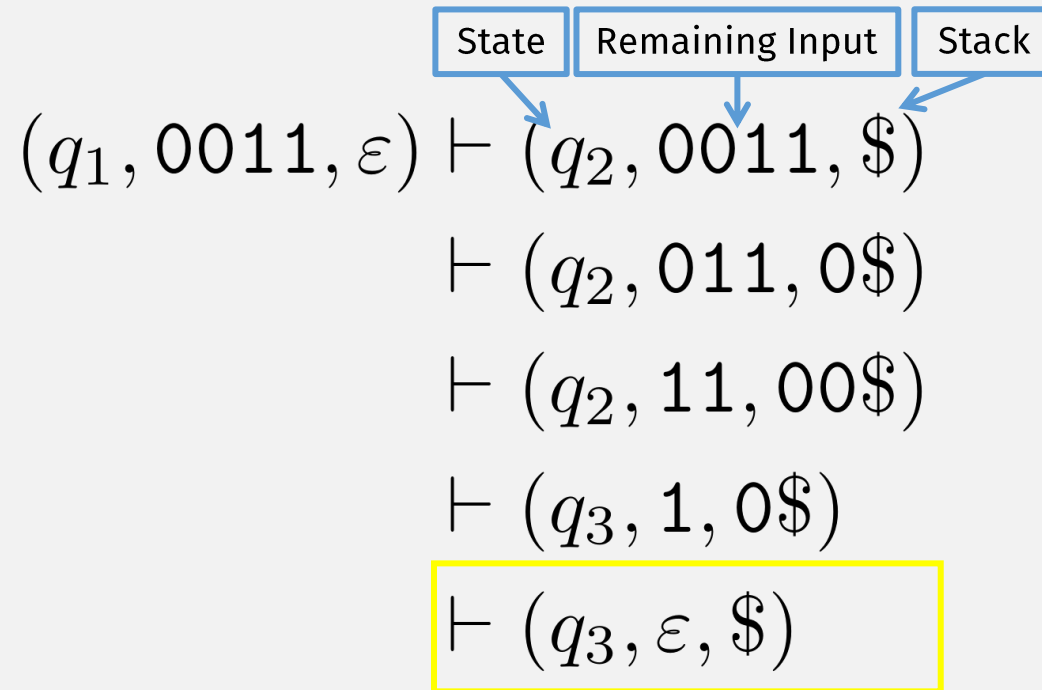 State Remaining Input Stack
(q₁, 0011, ε) ⊢ (q₂, 0011, $)
⊢ (q₂, 011, 0$)
⊢ (q₂, 11, 00$)
⊢ (q₃, 1, 0$)
⊢ (q₃, ε, $)